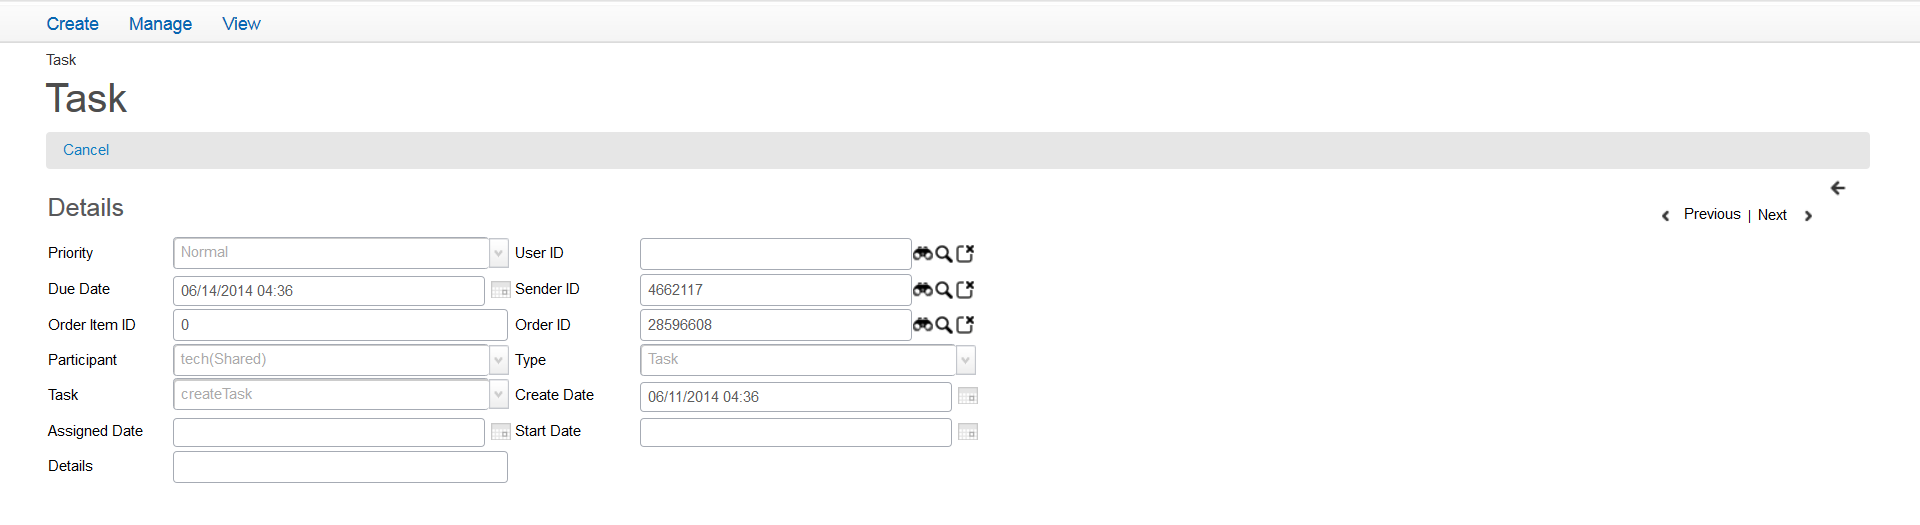 Create Manage View
Task
Task
Cancel
Details
Previous | Next
Priority Normal User ID
Due Date 06/14/2014 04:36 Sender ID 4662117
Order Item ID 0 Order ID 28596608
Participant tech(Shared) Type Task
Task createTask Create Date 06/11/2014 04:36
Assigned Date Start Date
Details